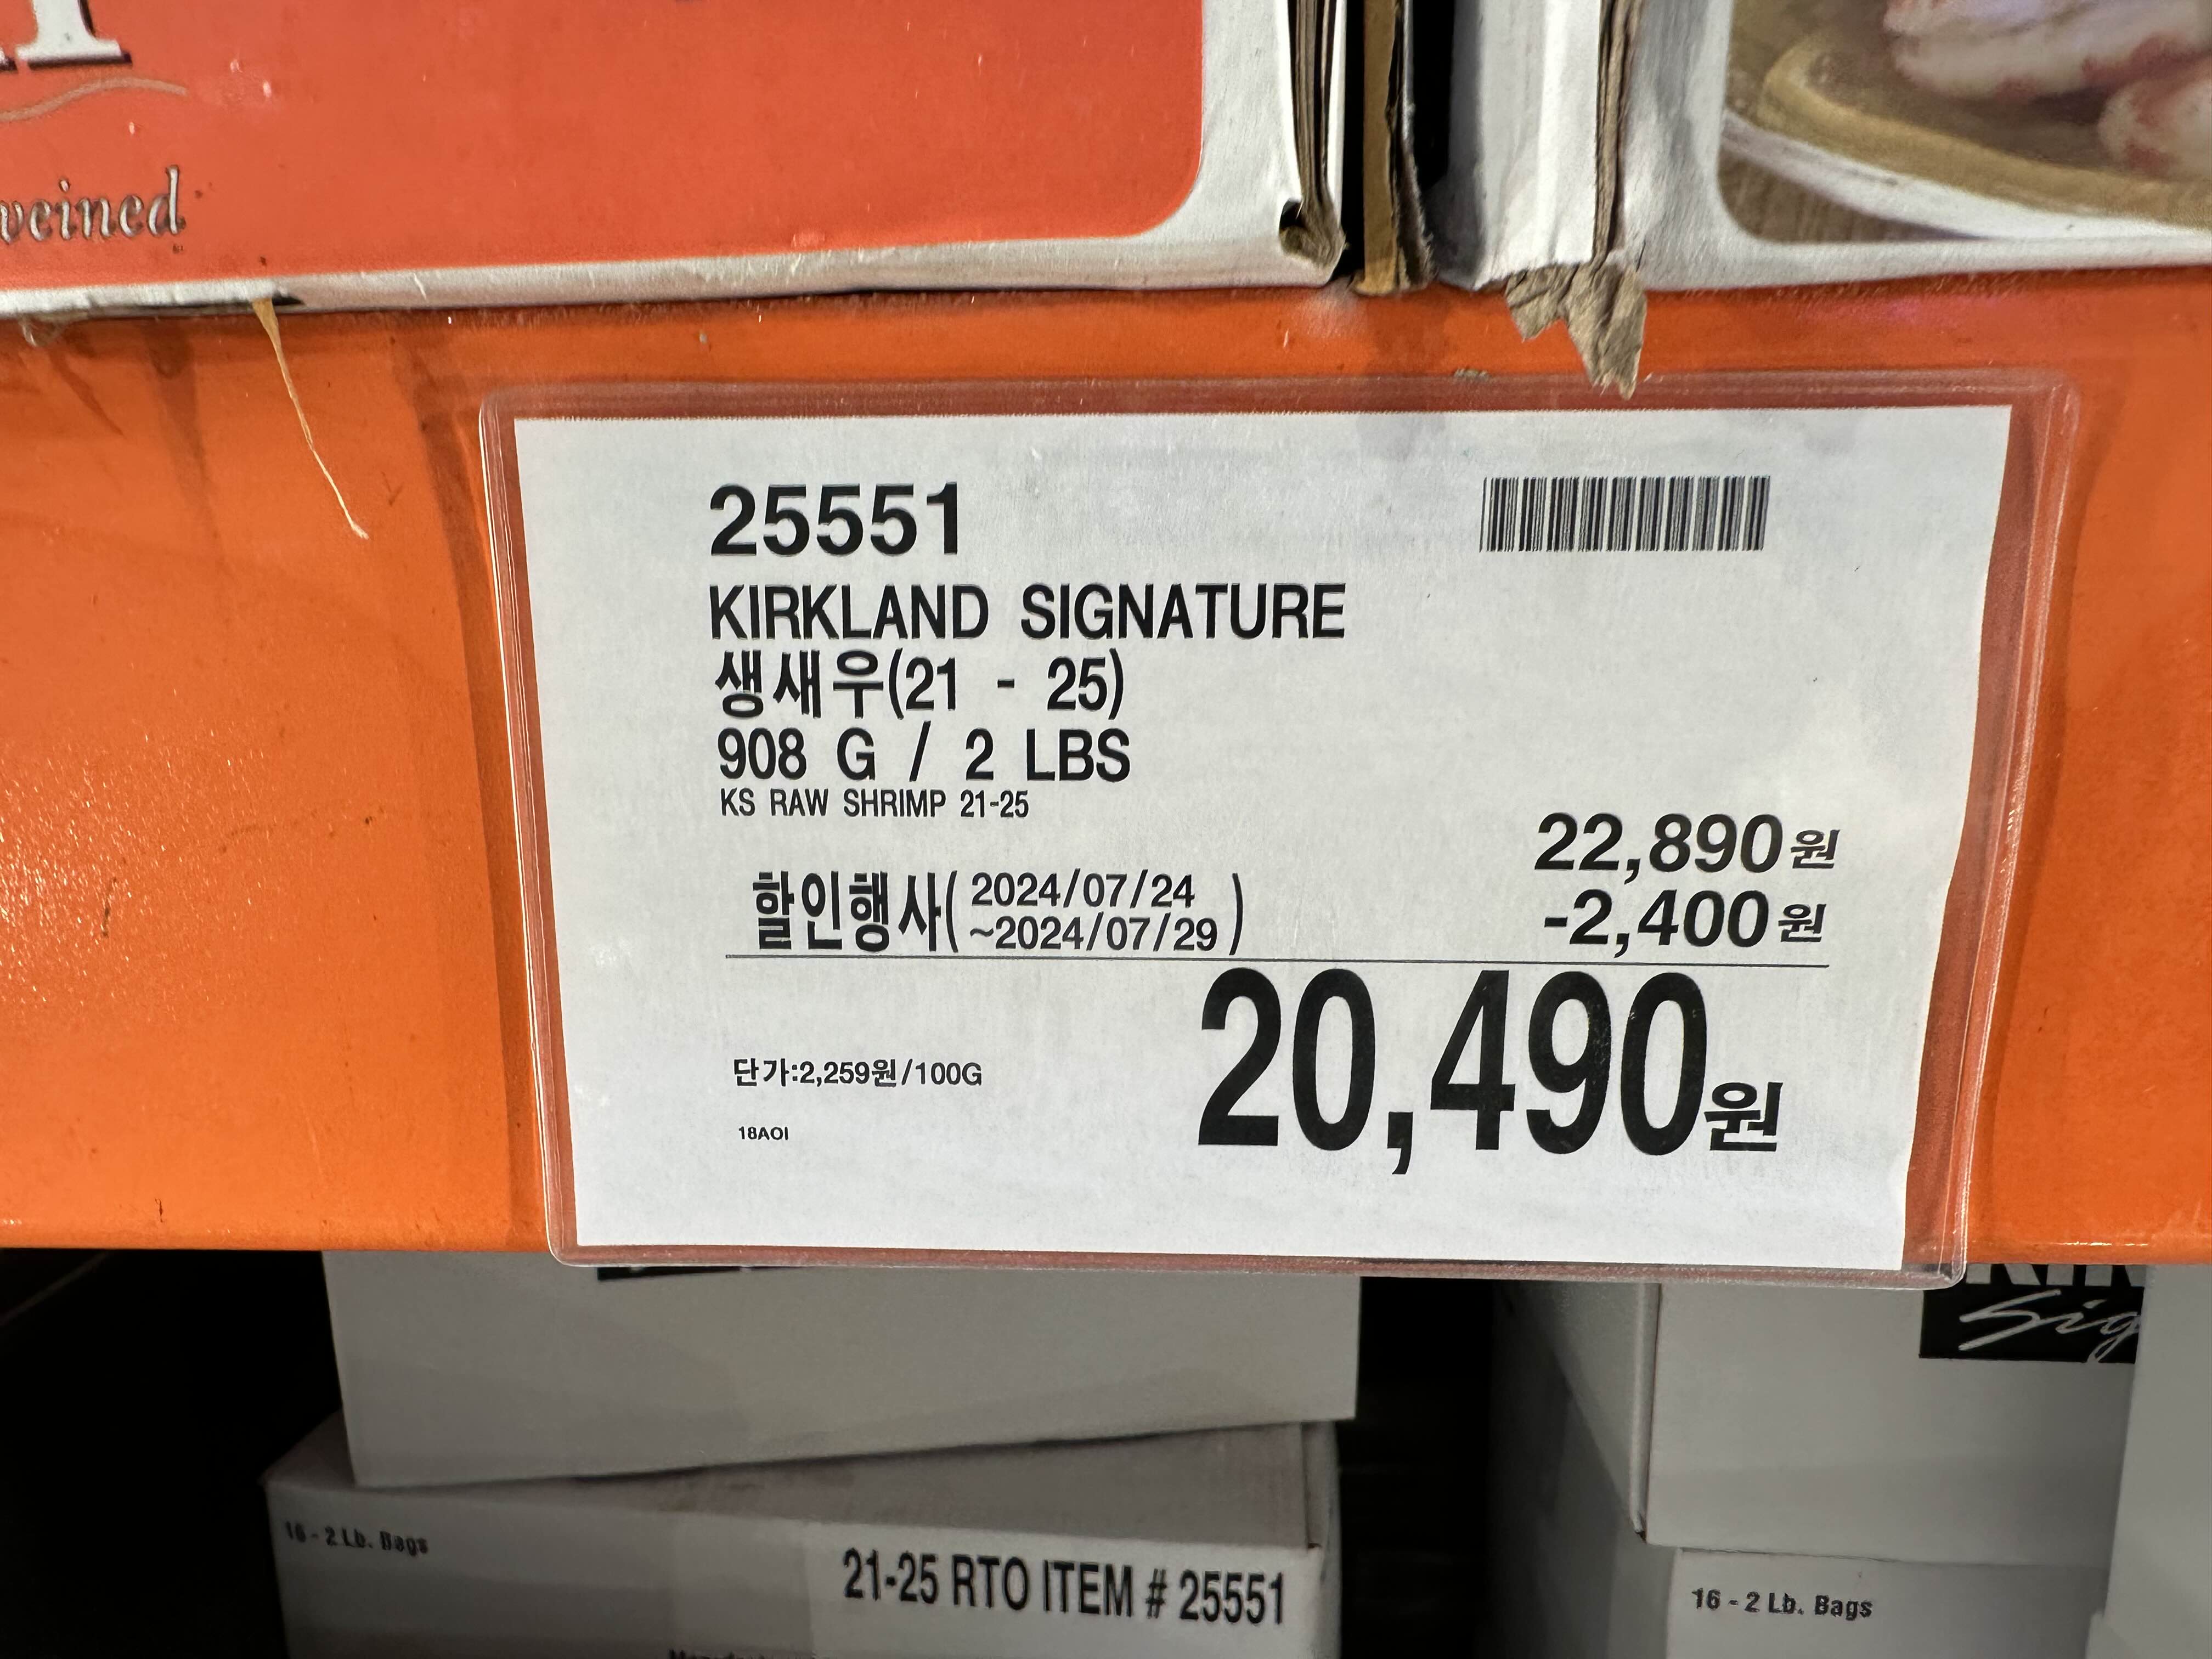 veined
25551
KIRKLAND SIGNATURE
생새우(21 - 25)
908 G / 2 LBS
KS RAW SHRIMP 21-25
22,890원
할인행사( 2024/07/24
~2024/07/29 )
-2,400원
20,490원
단가:2,259원/100G
18AOI
Sig
16 - 2 Lb. Bags
21-25 RTO ITEM # 25551
16 - 2 Lb. Bags